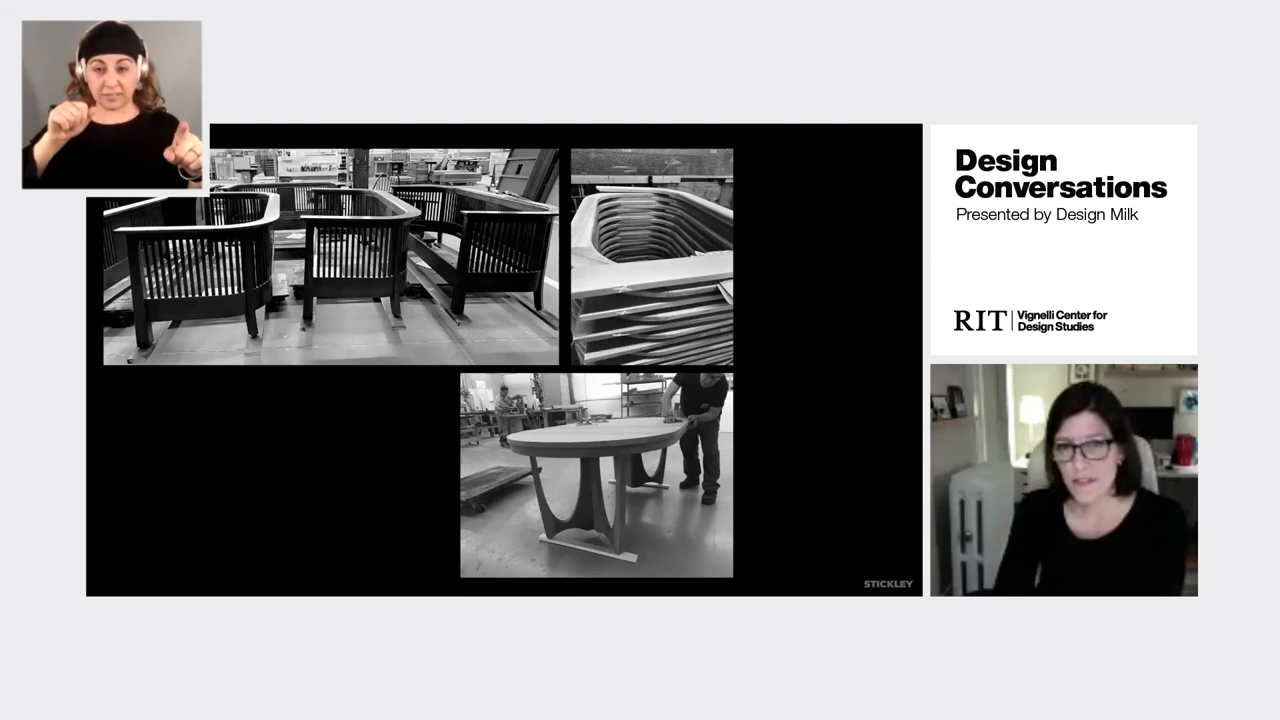 Design
Conversations
Presented by Design Milk
RIT
Vignelli Center for
Design Studies
STICKLEY